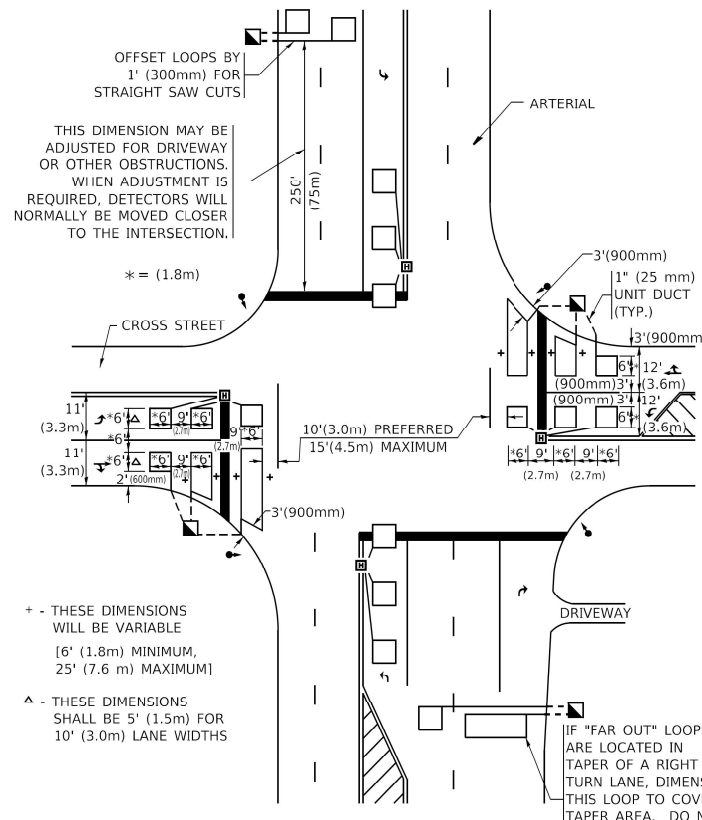 OFFSET LOOPS BY
1' (300mm) FOR
STRAIGHT SAW CUTS
ARTERIAL
THIS DIMENSION MAY BE
ADJUSTED FOR DRIVEWAY
OR OTHER OBSTRUCTIONS.
WHEN ADJUSTMENT IS
REQUIRED, DETECTORS WILL
NORMALLY BE MOVED CLOSER
TO THE INTERSECTION.
250'
(75m)
* = (1.8m)
H
3'(900mm)
1" (25 mm)
UNIT DUCT
(TYP.)
CROSS STREET
3'(900mm
6' * 12'
(3.6m)
(900mm)3'
(900mm) 3' 12'
6' *
(3.6m)
H
11'
(3.3m)
*6' Δ *6' 9' *6'
(2.7m)
*6'
9' *6'
(2.7m)
11'
(3.3m)
*6' Δ *6' 9' *6'
(2.7m)
2' (600mm)
10'(3.0m) PREFERRED
15'(4.5m) MAXIMUM
H
*6' 9' *6' 9' *6'
(2.7m) (2.7m)
3'(900mm)
H
DRIVEWAY
+ - THESE DIMENSIONS
WILL BE VARIABLE
[6' (1.8m) MINIMUM,
25' (7.6 m) MAXIMUM]
Δ - THESE DIMENSIONS
SHALL BE 5' (1.5m) FOR
10' (3.0m) LANE WIDTHS
IF "FAR OUT" LOOPS
ARE LOCATED IN
TAPER OF A RIGHT
TURN LANE, DIMENS
THIS LOOP TO COV
TAPER AREA. DO N